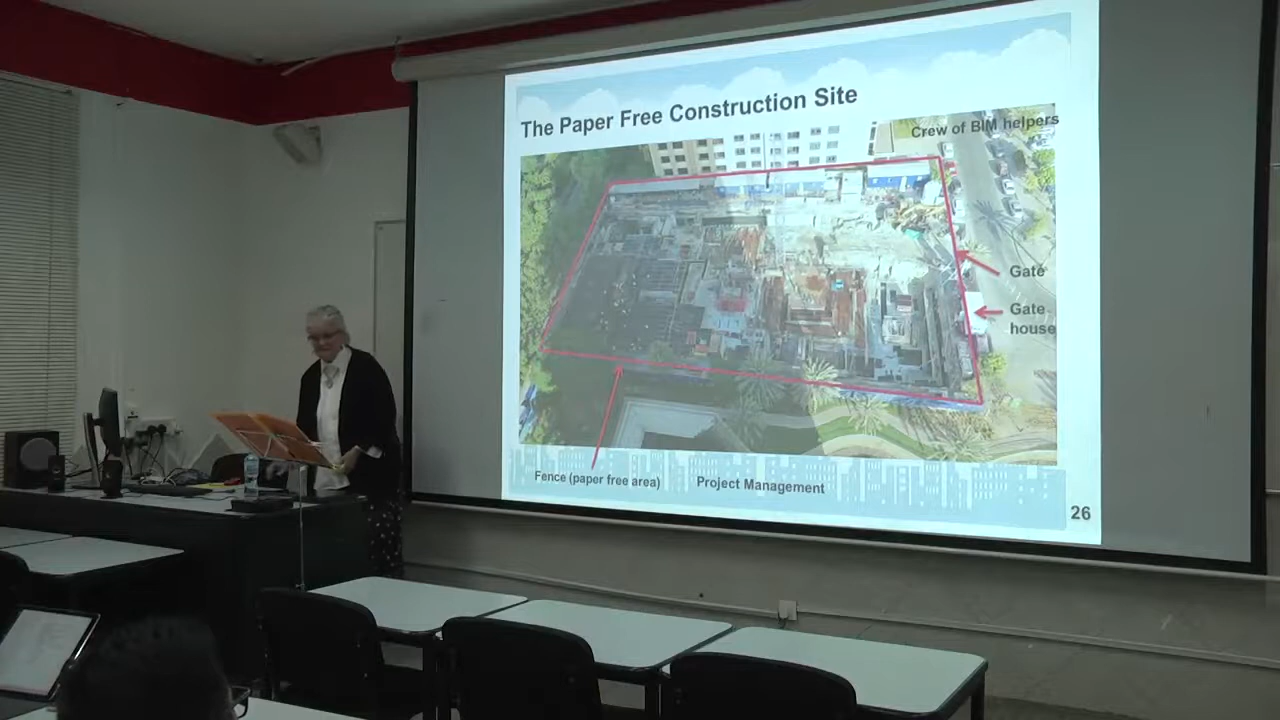 The Paper Free Construction Site
Crew of BIM helpers
Gate
Gate
house
Fence (paper free area)
Project Management
26